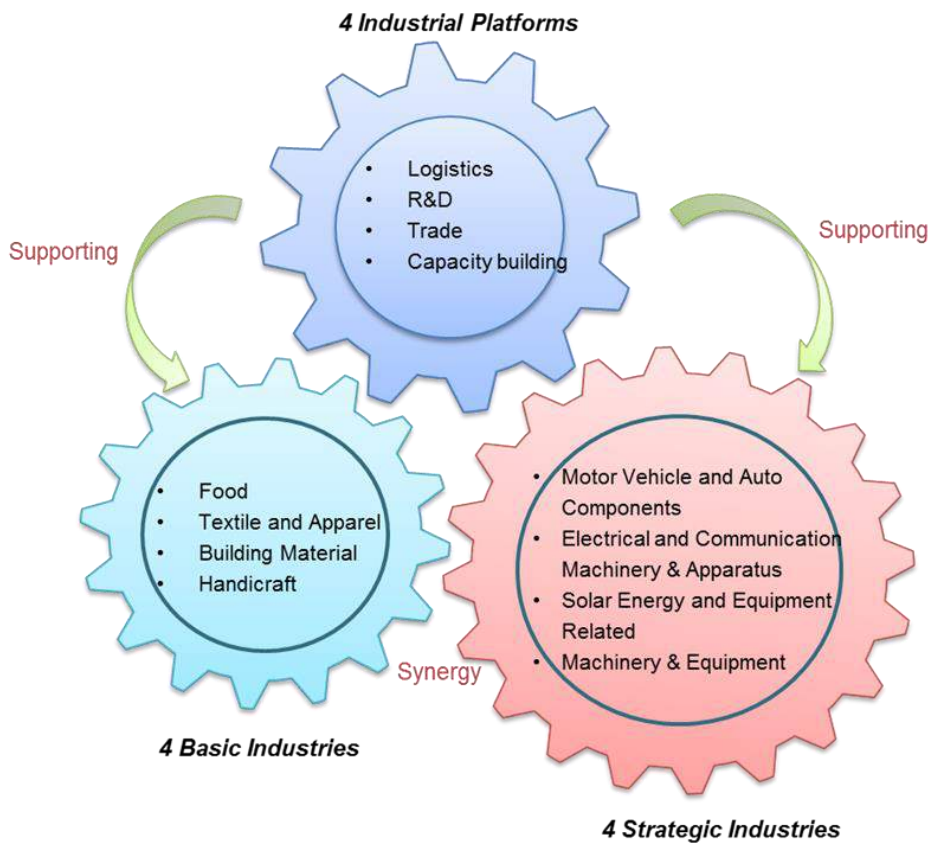 4 Industrial Platforms
• Logistics
• R&D
• Trade
• Capacity building
Supporting
Supporting
• Food
• Textile and Apparel
• Building Material
• Handicraft
• Motor Vehicle and Auto
Components
• Electrical and Communication
Machinery & Apparatus
• Solar Energy and Equipment
Related
• Machinery & Equipment
Synergy
4 Basic Industries
4 Strategic Industries